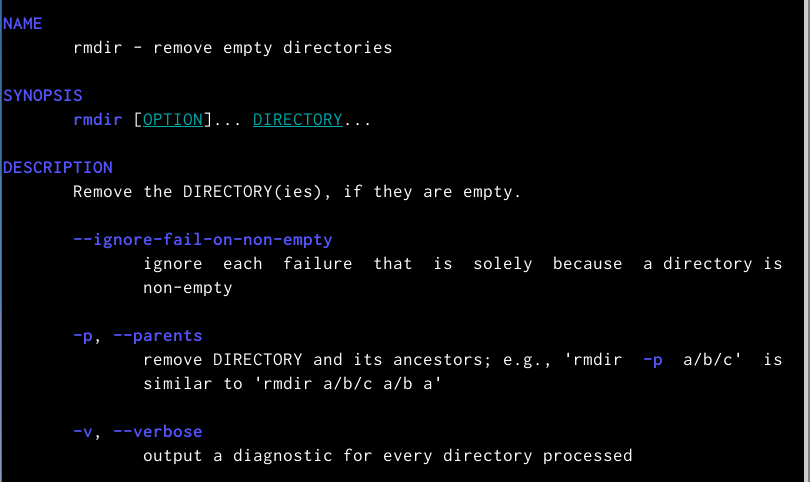 NAME
rmdir - remove empty directories
SYNOPSIS
rmdir [OPTION]... DIRECTORY...
DESCRIPTION
Remove the DIRECTORY(ies), if they are empty.
--ignore-fail-on-non-empty
ignore each failure that is solely because a directory is
non-empty
-p, --parents
remove DIRECTORY and its ancestors; e.g., 'rmdir -p a/b/c' is
similar to 'rmdir a/b/c a/b a'
-v, --verbose
output a diagnostic for every directory processed